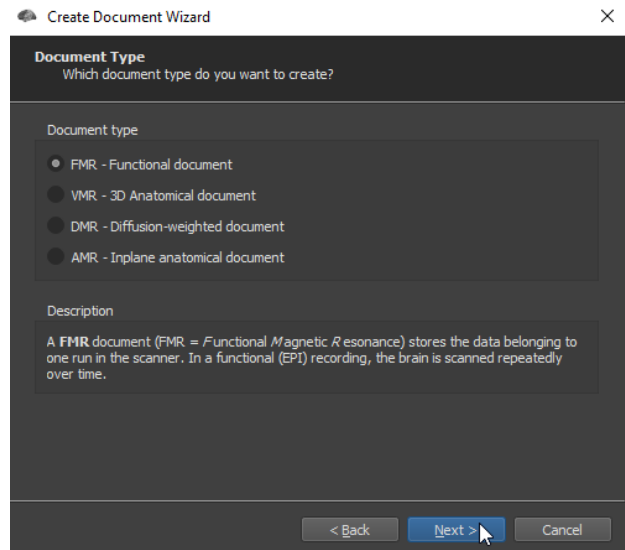 Create Document Wizard
Document Type
Which document type do you want to create?
Document type
FMR - Functional document
VMR - 3D Anatomical document
DMR - Diffusion-weighted document
AMR - Inplane anatomical document
Description
A FMR document (FMR = Functional Magnetic Resonance) stores the data belonging to
one run in the scanner. In a functional (EPI) recording, the brain is scanned repeatedly
over time.
< Back
Next >
Cancel